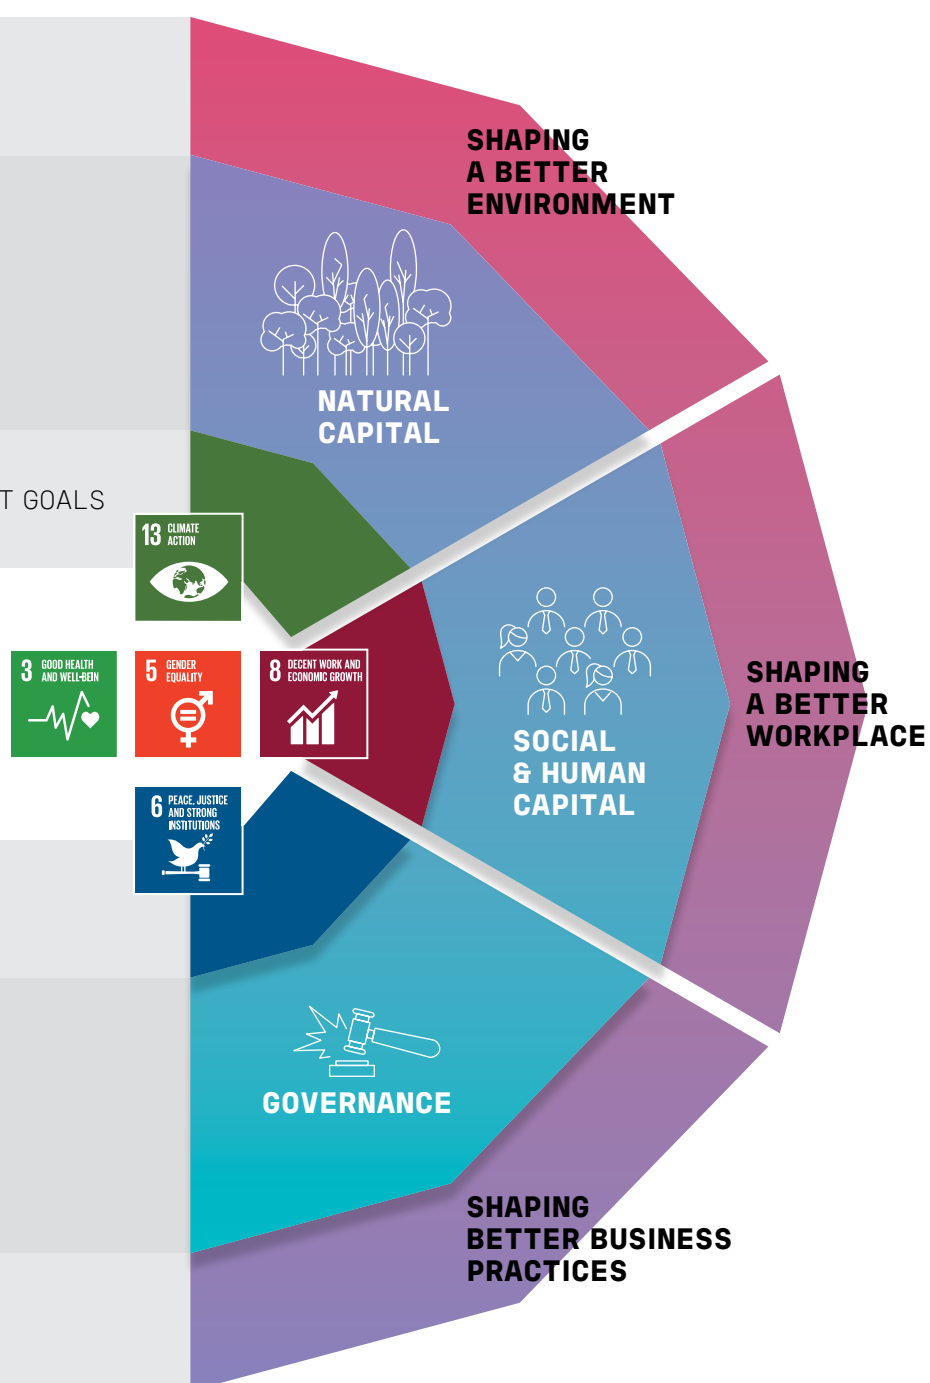 SHAPING
A BETTER
ENVIRONMENT
NATURAL
CAPITAL
T GOALS
13 CLIMATE
ACTION
3 GOOD HEALTH
AND WELL-BEIN
5 GENDER
EQUALITY
8 DECENT WORK AND
ECONOMIC GROWTH
SHAPING
A BETTER
WORKPLACE
SOCIAL
& HUMAN
CAPITAL
6 PEACE, JUSTICE
AND STRONG
INSTITUTIONS
GOVERNANCE
SHAPING
BETTER BUSINESS
PRACTICES